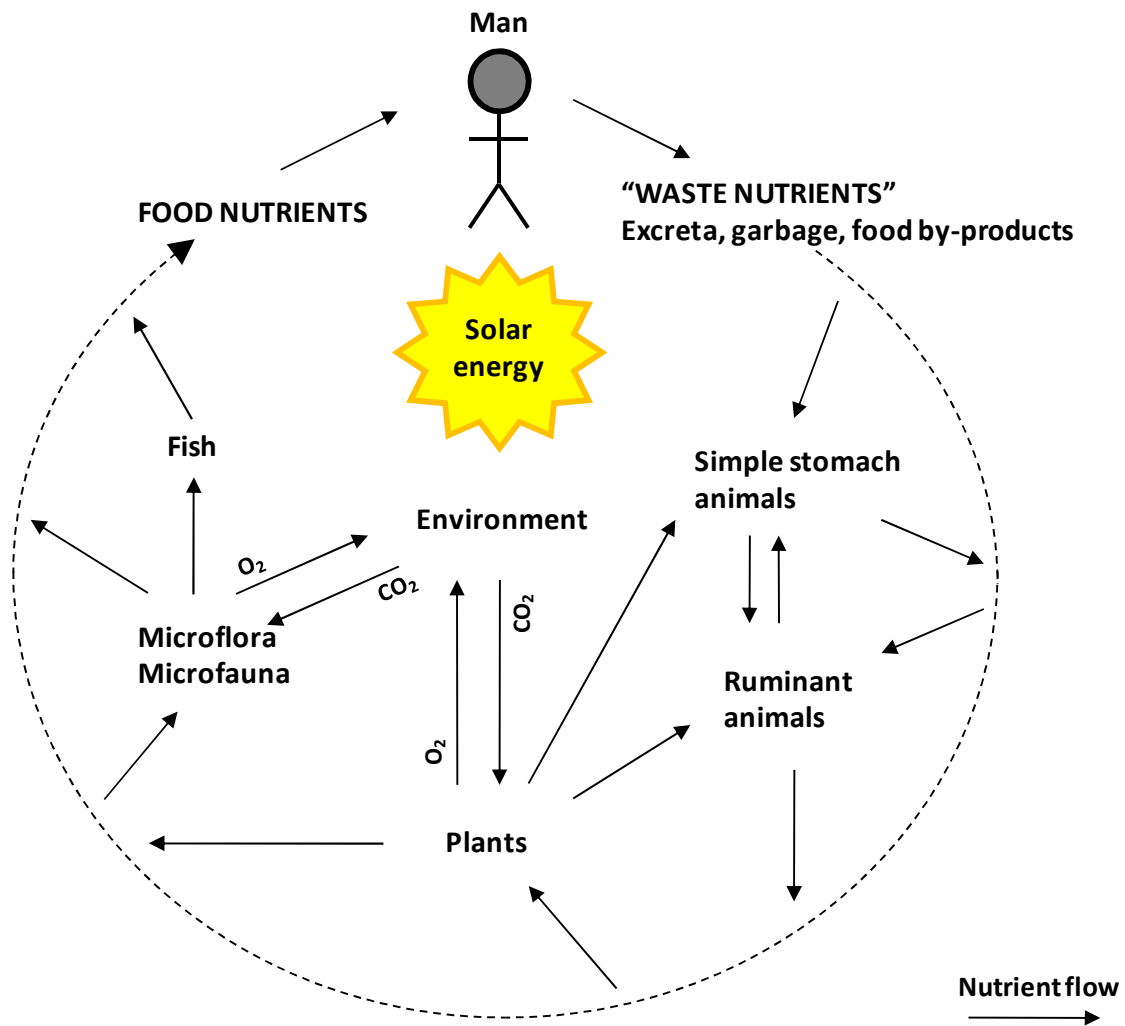 Man
FOOD NUTRIENTS
“WASTE NUTRIENTS”
Excreta, garbage, food by-products
Solar
energy
Fish
Simple stomach
animals
Environment
O₂
CO₂
CO₂
Microflora
Microfauna
Ruminant
animals
O₂
Plants
Nutrient flow